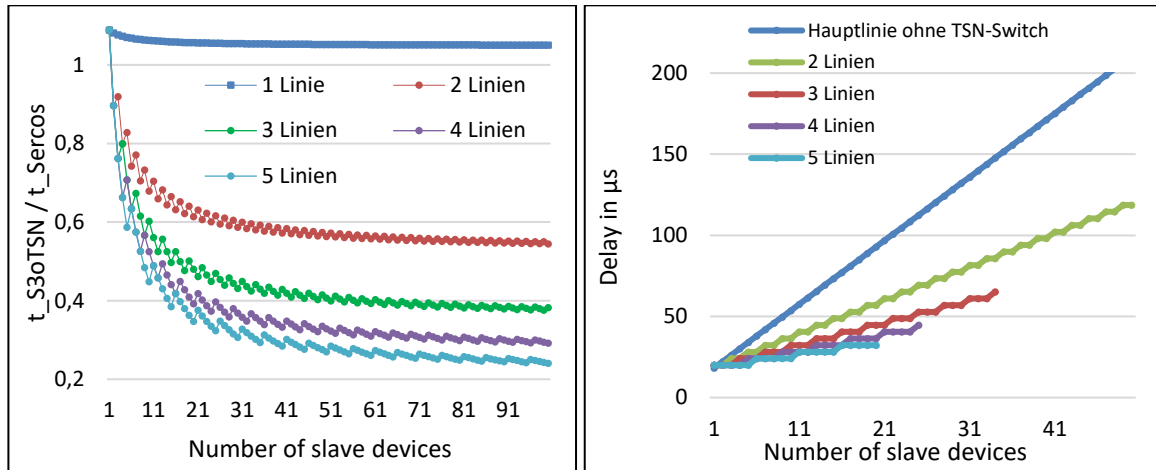 t_S3oTSN / t_Sercos
1
0,8
0,6
0,4
0,2
1 Linie
2 Linien
3 Linien
4 Linien
5 Linien
1 11 21 31 41 51 61 71 81 91
Number of slave devices
Hauptlinie ohne TSN-Switch
2 Linien
3 Linien
4 Linien
5 Linien
Delay in µs
200
150
100
50
0
1 11 21 31 41
Number of slave devices